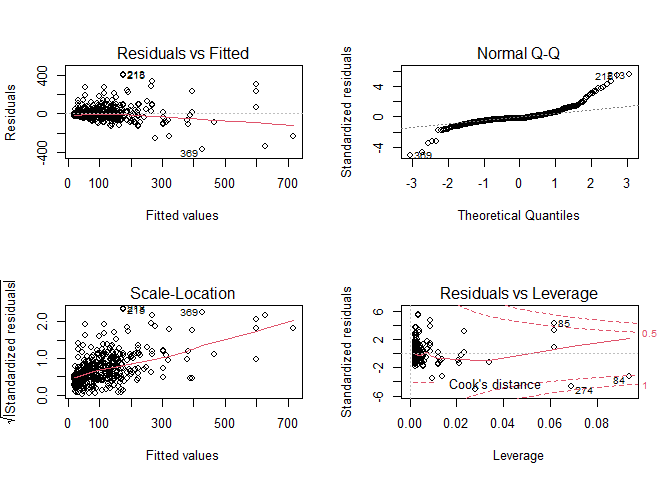 Residuals vs Fitted
Residuals
400
0
-400
0 100 300 500 700
Fitted values
369
Normal Q-Q
Standardized residuals
4
0
-4
-3 -2 -1 0 1 2 3
Theoretical Quantiles
369
Scale-Location
√|Standardized residuals|
2.0
1.0
0.0
0 100 300 500 700
Fitted values
369
Residuals vs Leverage
Standardized residuals
6
2
-2
-6
0.00 0.02 0.04 0.06 0.08
Leverage
Cook's distance
85
84
274
0.5
1